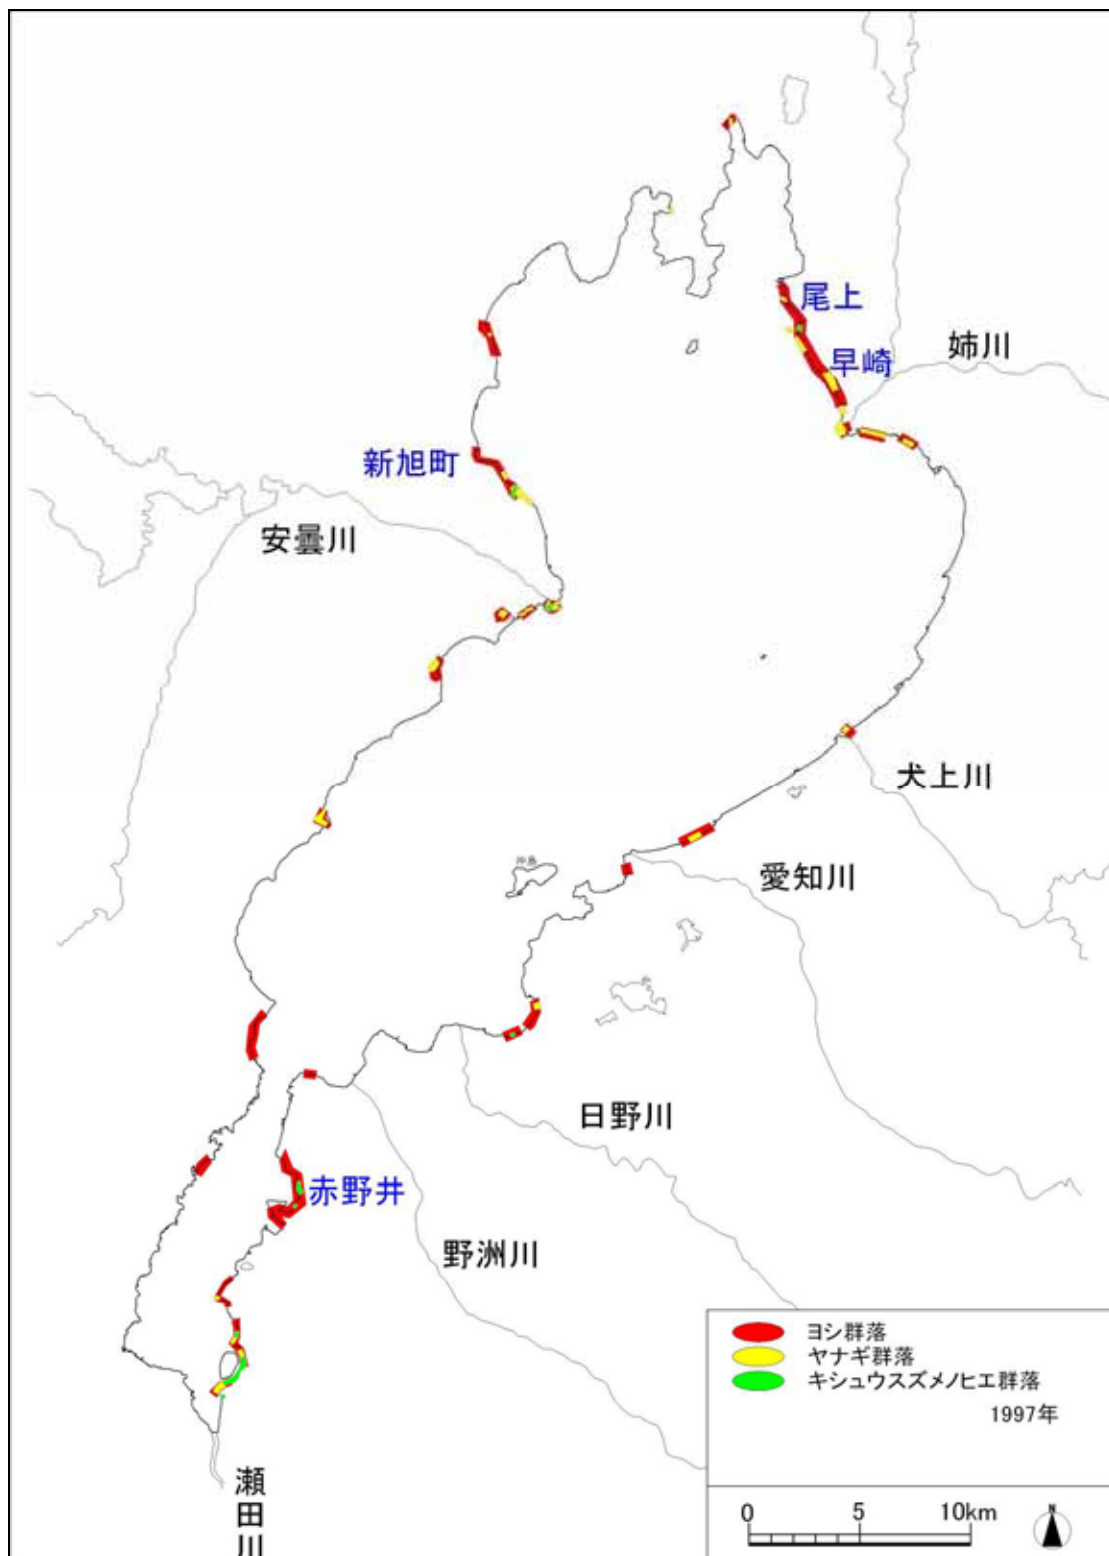 尾上
早崎
姉川
新旭町
安曇川
犬上川
沖島
愛知川
日野川
赤野井
野洲川
瀬田川
ヨシ群落
ヤナギ群落
キシュウスズメノヒエ群落
1997年
0 5 10km
N